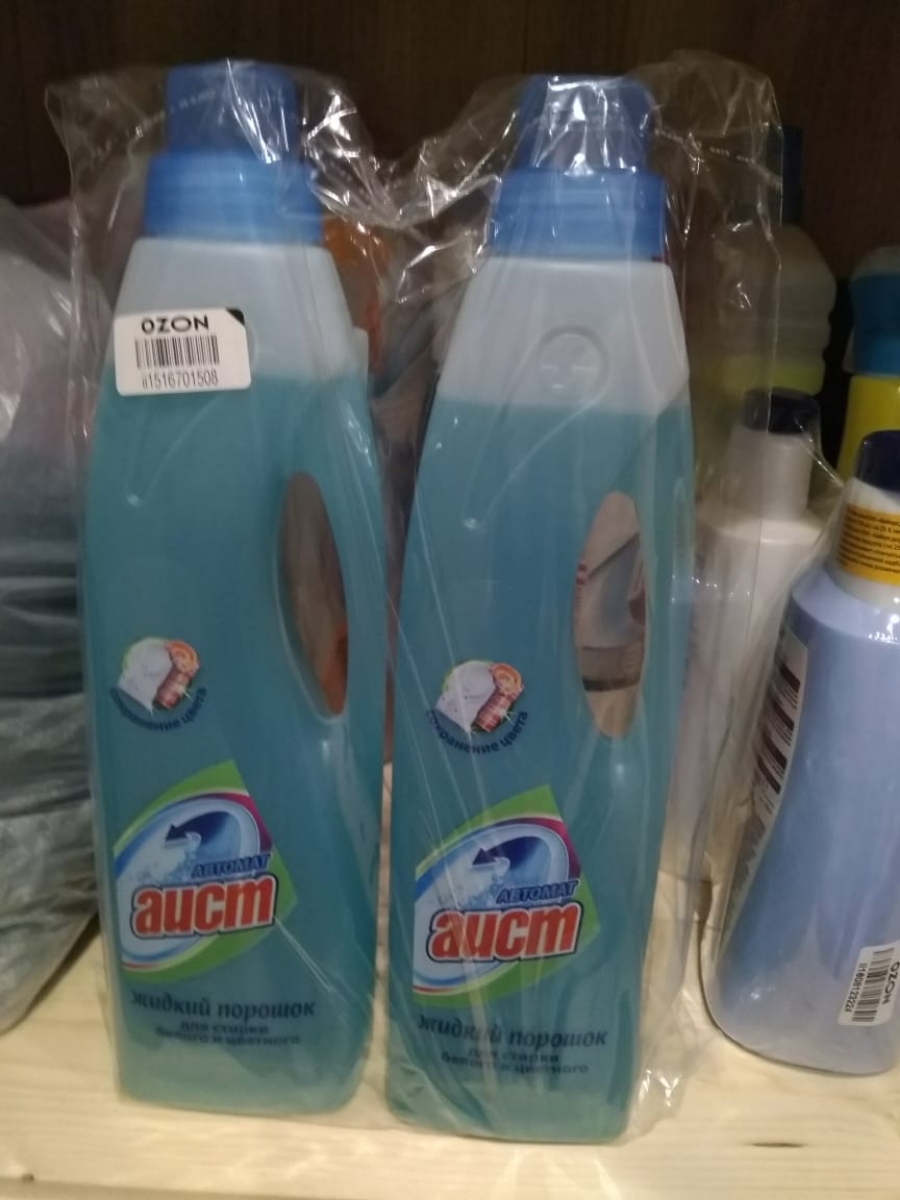 OZON
ii1516701508
сохранение цвета
АВТОМАТ
аист
жидкий порошок
для стирки
белого и цветного
сохранение цвета
АВТОМАТ
аист
жидкий порошок
для стирки
белого и цветного
OZON